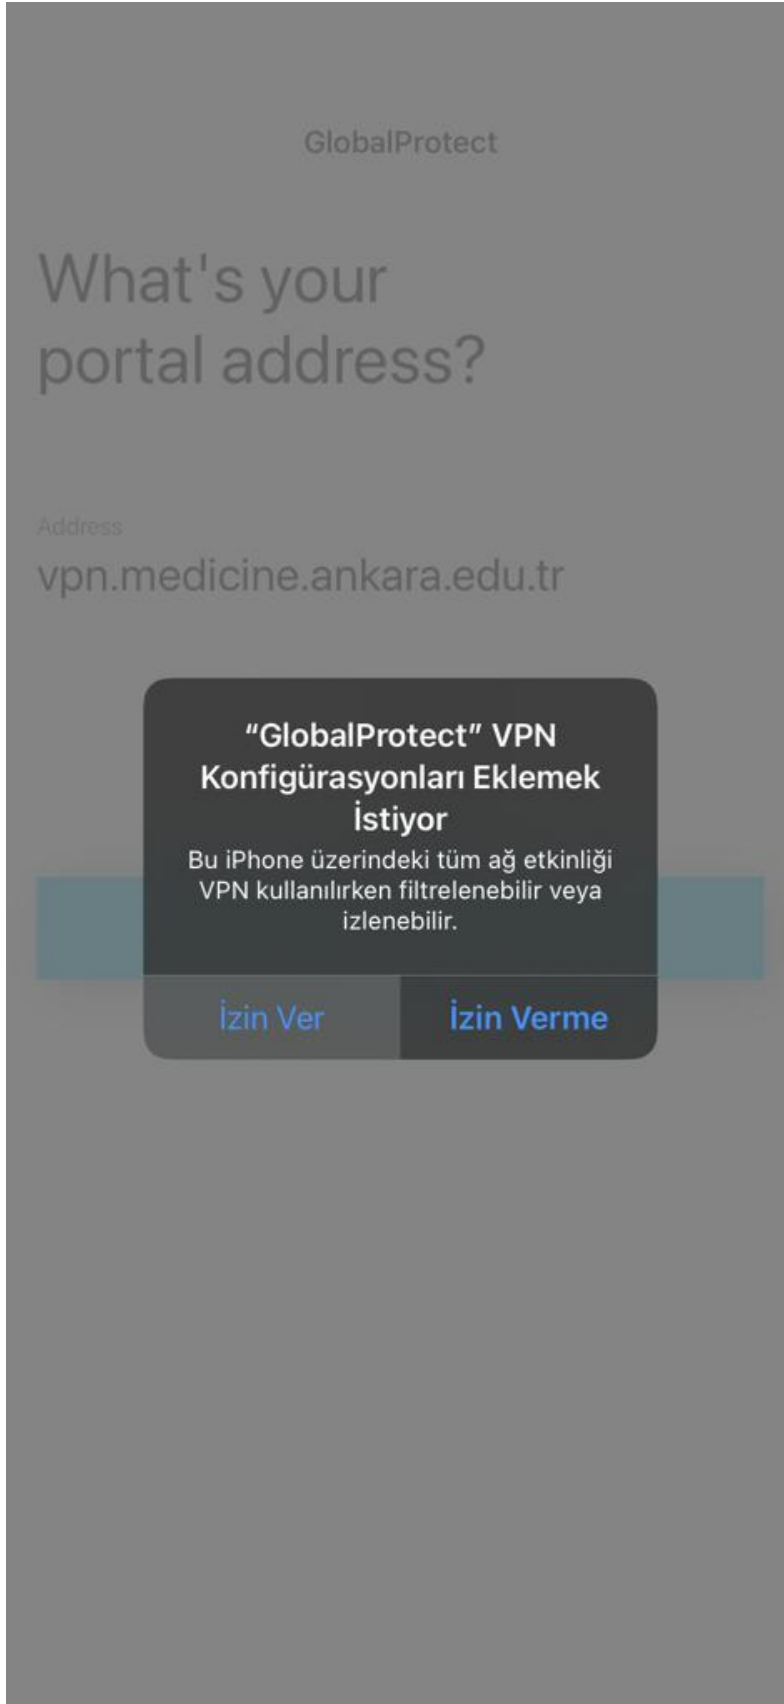 GlobalProtect
What's your
portal address?
Address
vpn.medicine.ankara.edu.tr
“GlobalProtect” VPN
Konfigürasyonları Eklemek
İstiyor
Bu iPhone üzerindeki tüm ağ etkinliği
VPN kullanılırken filtrelenebilir veya
izlenebilir.
İzin Ver
İzin Verme